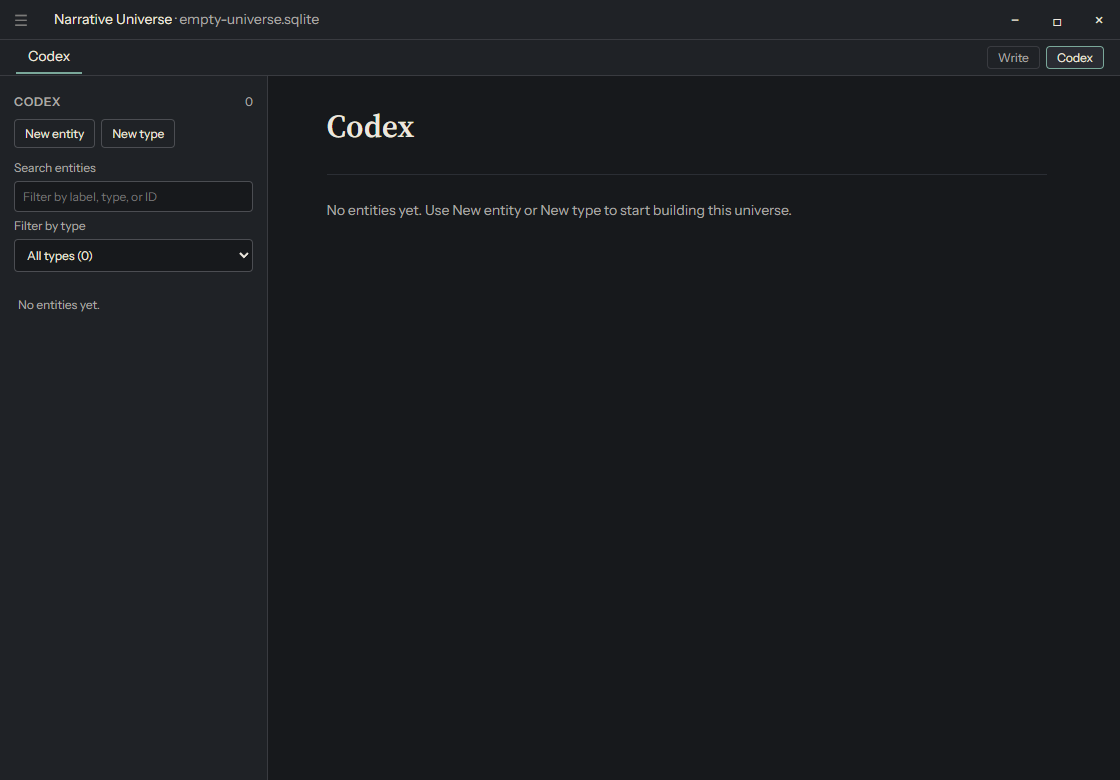 Narrative Universe · empty-universe.sqlite
Codex
Write
Codex
CODEX
0
New entity
New type
Search entities
Filter by label, type, or ID
Filter by type
All types (0)
No entities yet.
Codex
No entities yet. Use New entity or New type to start building this universe.